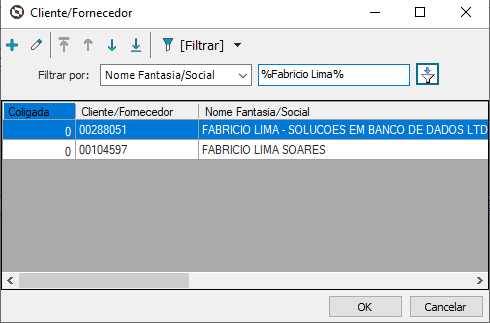 Cliente/Fornecedor
[Filtrar]
Filtrar por: Nome Fantasia/Social %Fabricio Lima%
Coligada Cliente/Fornecedor Nome Fantasia/Social
0 00288051 FABRICIO LIMA - SOLUCOES EM BANCO DE DADOS LTD
0 00104597 FABRICIO LIMA SOARES
OK Cancelar